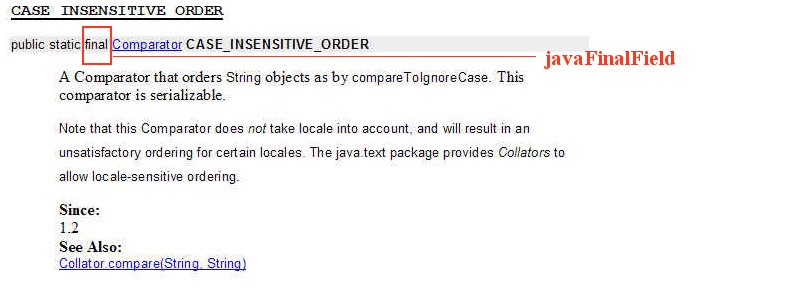 CASE INSENSITIVE ORDER
public static final Comparator CASE_INSENSITIVE_ORDER
javaFinalField
A Comparator that orders String objects as by compareToIgnoreCase. This
comparator is serializable.
Note that this Comparator does not take locale into account, and will result in an
unsatisfactory ordering for certain locales. The java.text package provides Collators to
allow locale-sensitive ordering.
Since:
1.2
See Also:
Collator.compare(String, String)